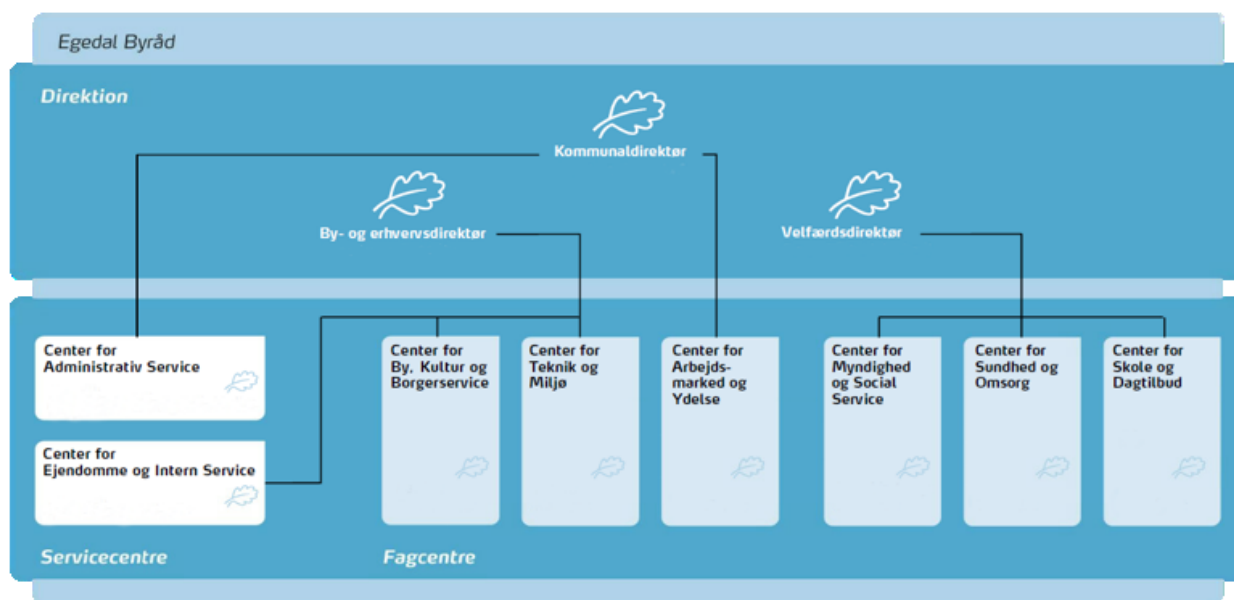 Egedal Byråd
Direktion
Kommunaldirektør
By- og erhvervsdirektør
Velfærdsdirektør
Center for
Administrativ Service
Center for
Ejendomme og Intern Service
Center for
By, Kultur og
Borgerservice
Center for
Teknik og
Miljø
Center for
Arbejds-
marked og
Ydelse
Center for
Myndighed
og Social
Service
Center for
Sundhed og
Omsorg
Center for
Skole og
Dagtilbud
Servicecentre
Fagcentre